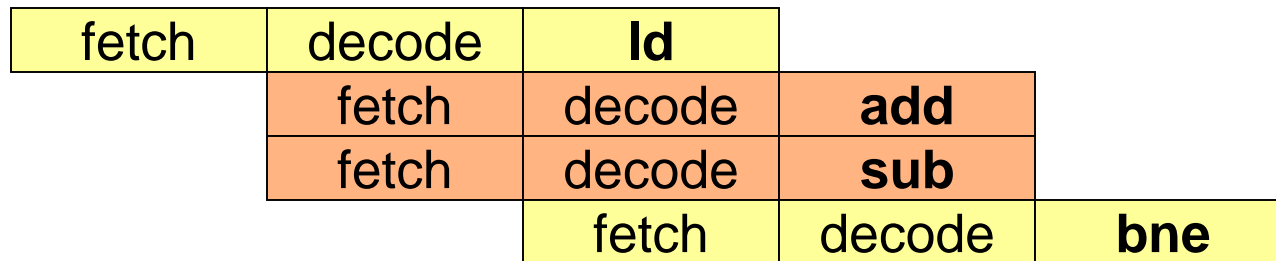 fetch decode ld
fetch decode add
fetch decode sub
fetch decode bne